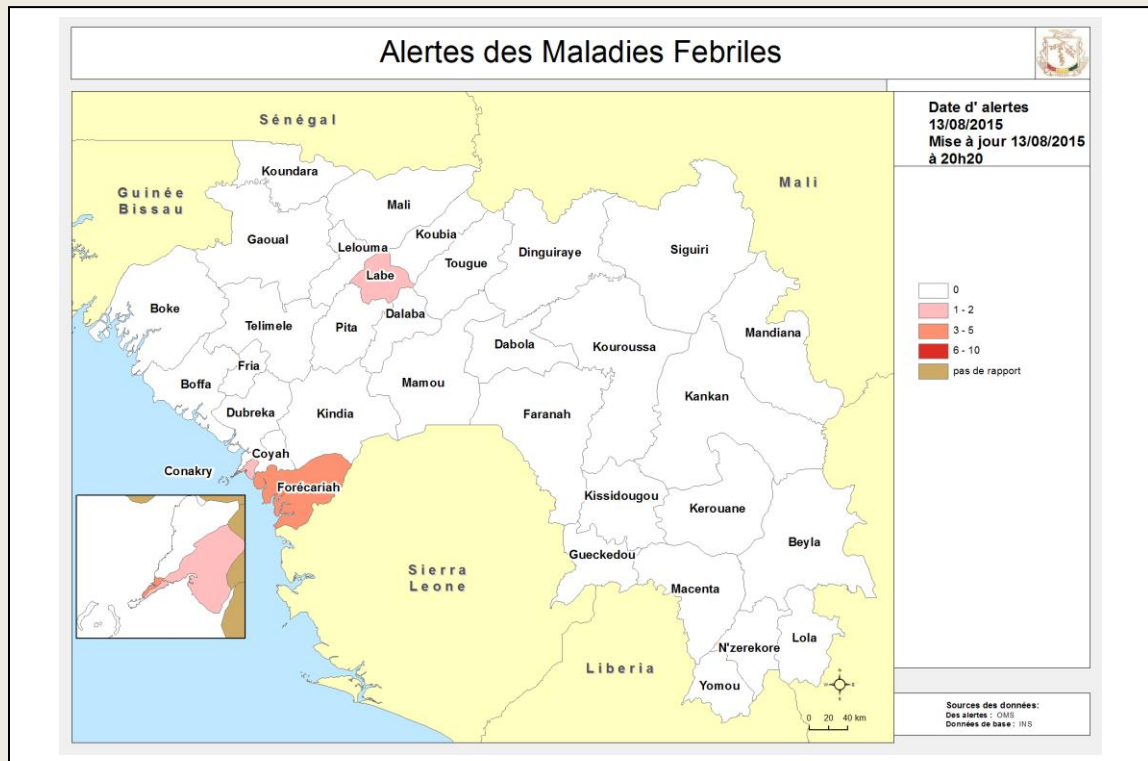 Alertes des Maladies Febriles
Date d' alertes
13/08/2015
Mise à jour 13/08/2015
à 20h20
Sénégal
Guinée
Bissau
Mali
Koundara
Mali
Gaoual
Koubia
Lelouma
Labe
Tougue
Dinguiraye
Siguiri
Boke
Telimele
Pita
Dalaba
Dabola
Kouroussa
Mandiana
Fria
Boffa
Mamou
Kankan
Dubreka
Kindia
Faranah
Coyah
Conakry
Forécariah
Kissidougou
Kerouane
Beyla
Gueckedou
Macenta
Sierra
Leone
N'zerekore
Lola
Liberia
Yomou
0
1 - 2
3 - 5
6 - 10
pas de rapport
N
W
E
S
0 20 40 km
Sources des données:
Des alertes : OMS
Données de base : INS